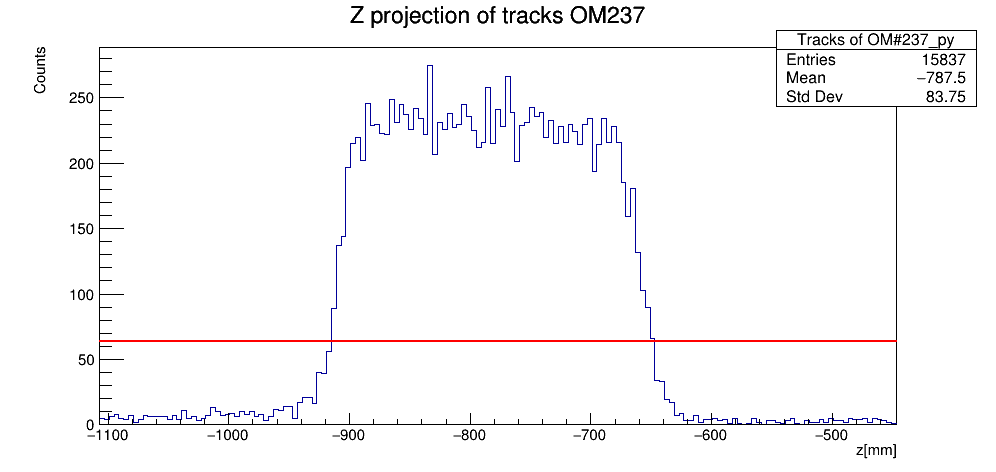 Z projection of tracks OM237
Tracks of OM#237_py
Entries 15837
Mean −787.5
Std Dev 83.75
Counts
250
200
150
100
50
0
−1100 −1000 −900 −800 −700 −600 −500
z[mm]